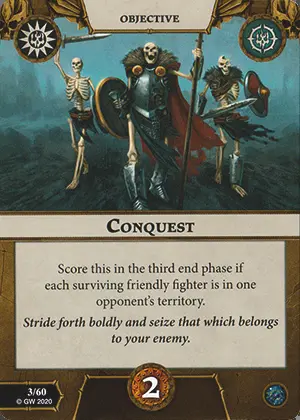 OBJECTIVE
CONQUEST
Score this in the third end phase if
each surviving friendly fighter is in one
opponent's territory.
Stride forth boldly and seize that which belongs
to your enemy.
3/60
© GW 2020
2